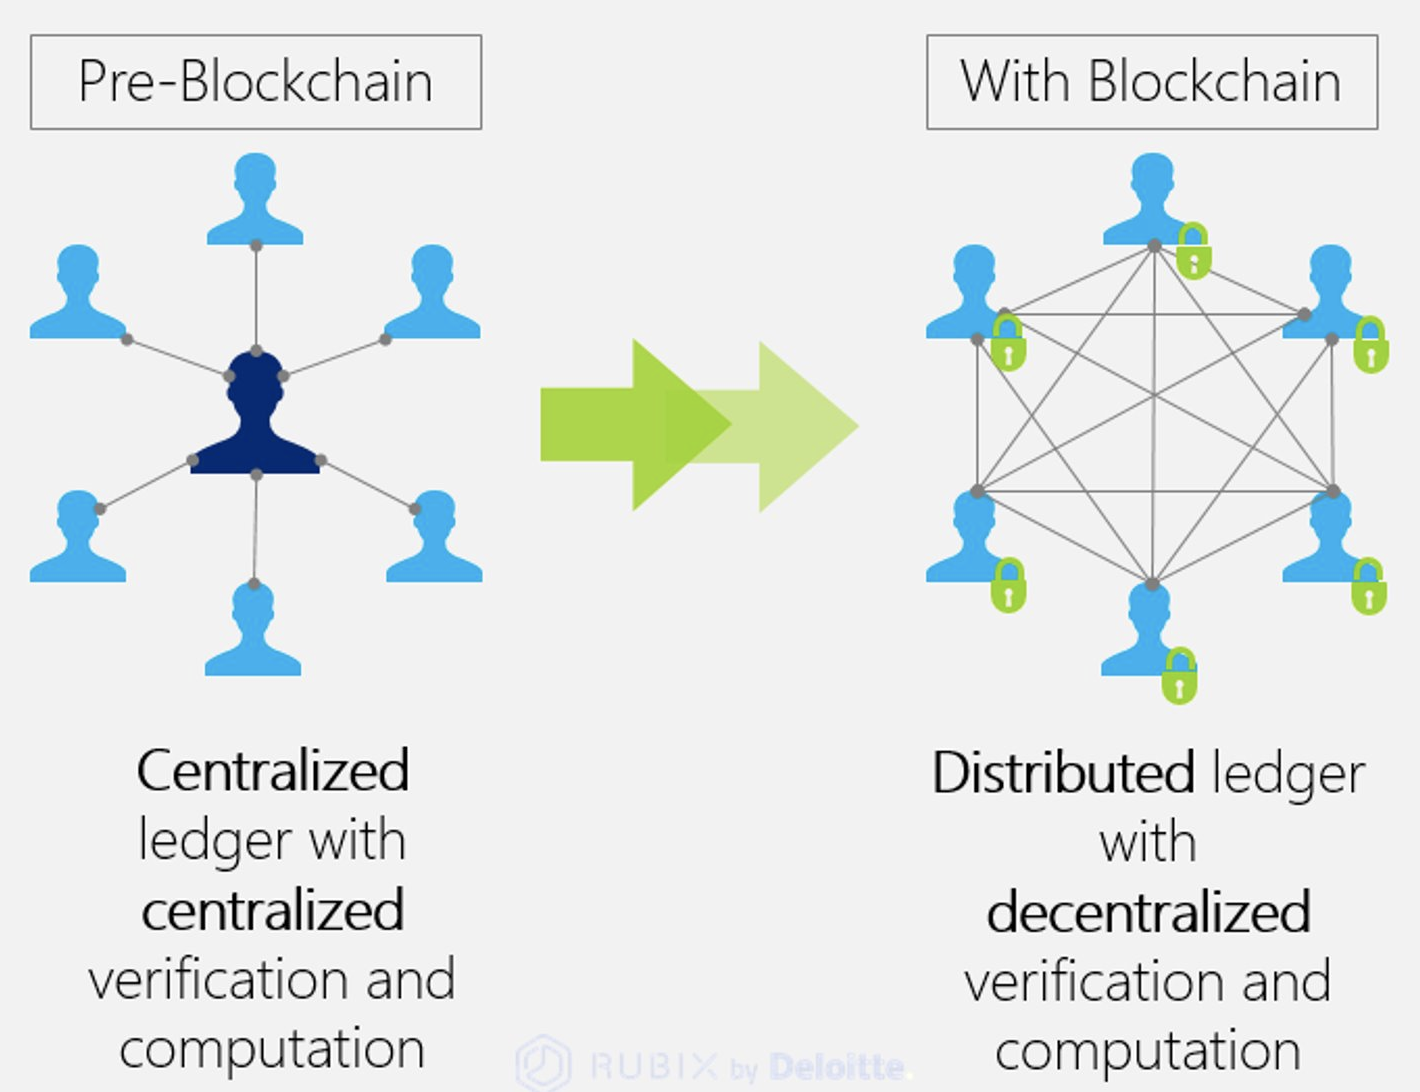 Pre-Blockchain
With Blockchain
Centralized
ledger with
centralized
verification and
computation
Distributed ledger
with
decentralized
verification and
computation
RUBIX by Deloitte.